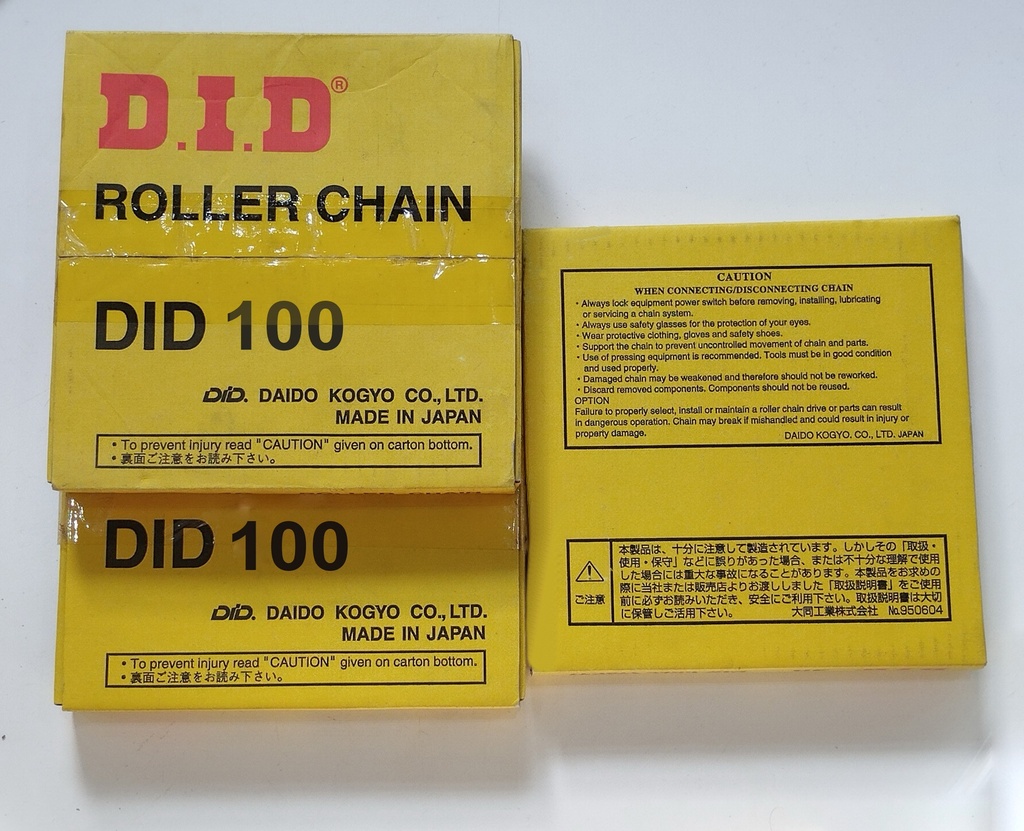 D.I.D®
ROLLER CHAIN
DID 100
DID. DAIDO KOGYO CO., LTD.
MADE IN JAPAN
• To prevent injury read "CAUTION" given on carton bottom.
• 裏面ご注意をお読み下さい。
DID 100
DID. DAIDO KOGYO CO., LTD.
MADE IN JAPAN
• To prevent injury read "CAUTION" given on carton bottom.
• 裏面ご注意をお読み下さい。
CAUTION
WHEN CONNECTING/DISCONNECTING CHAIN
• Always lock equipment power switch before removing, installing, lubricating
or servicing a chain system.
• Always use safety glasses for the protection of your eyes.
• Wear protective clothing, gloves and safety shoes.
• Support the chain to prevent uncontrolled movement of chain and parts.
• Use of pressing equipment is recommended. Tools must be in good condition
and used properly.
• Damaged chain may be weakened and therefore should not be reworked.
• Discard removed components. Components should not be reused.
OPTION
Failure to properly select, install or maintain a roller chain drive or parts can result
in dangerous operation. Chain may break if mishandled and could result in injury or
property damage. DAIDO KOGYO. CO., LTD. JAPAN
ご注意
本製品は、十分に注意して製造されています。しかしその「取扱・
使用・保守」などに誤りがあった場合、または不十分な理解で使用
した場合には重大な事故になることがあります。本製品をお求めの
際に当社または販売店よりお渡ししました「取扱説明書」をご使用
前に必ずお読みいただき、安全にご利用下さい。取扱説明書は大切
に保管しご活用下さい。 大同工業株式会社 №950604